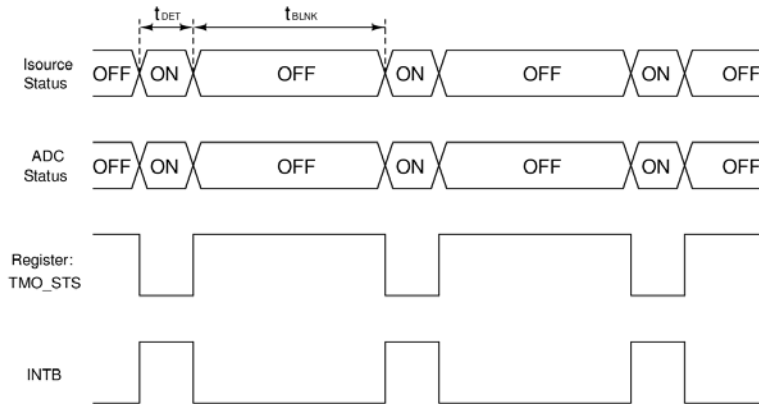 tDET tBLNK
Isource
Status
OFF ON OFF ON OFF ON OFF
ADC
Status
OFF ON OFF ON OFF ON OFF
Register:
TMO_STS
INTB